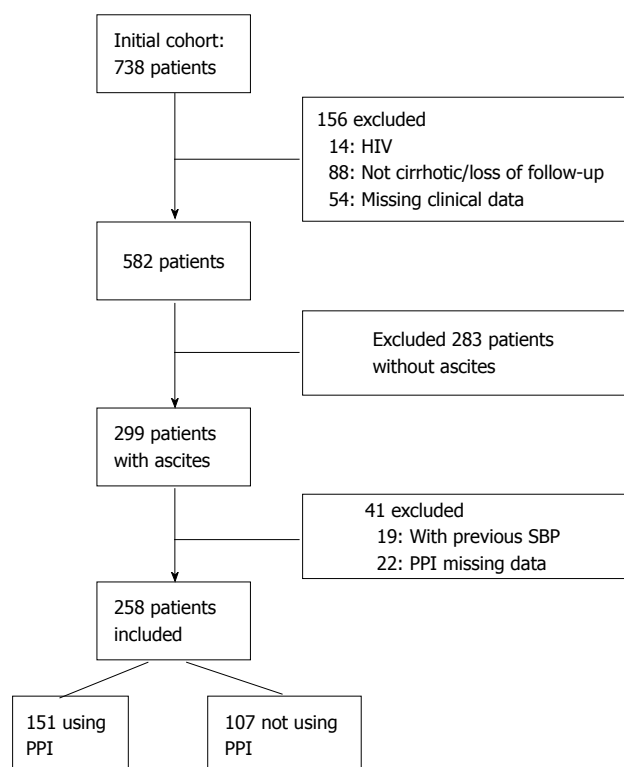 Initial cohort:
738 patients
156 excluded
14: HIV
88: Not cirrhotic/loss of follow-up
54: Missing clinical data
582 patients
Excluded 283 patients
without ascites
299 patients
with ascites
41 excluded
19: With previous SBP
22: PPI missing data
258 patients
included
151 using
PPI
107 not using
PPI